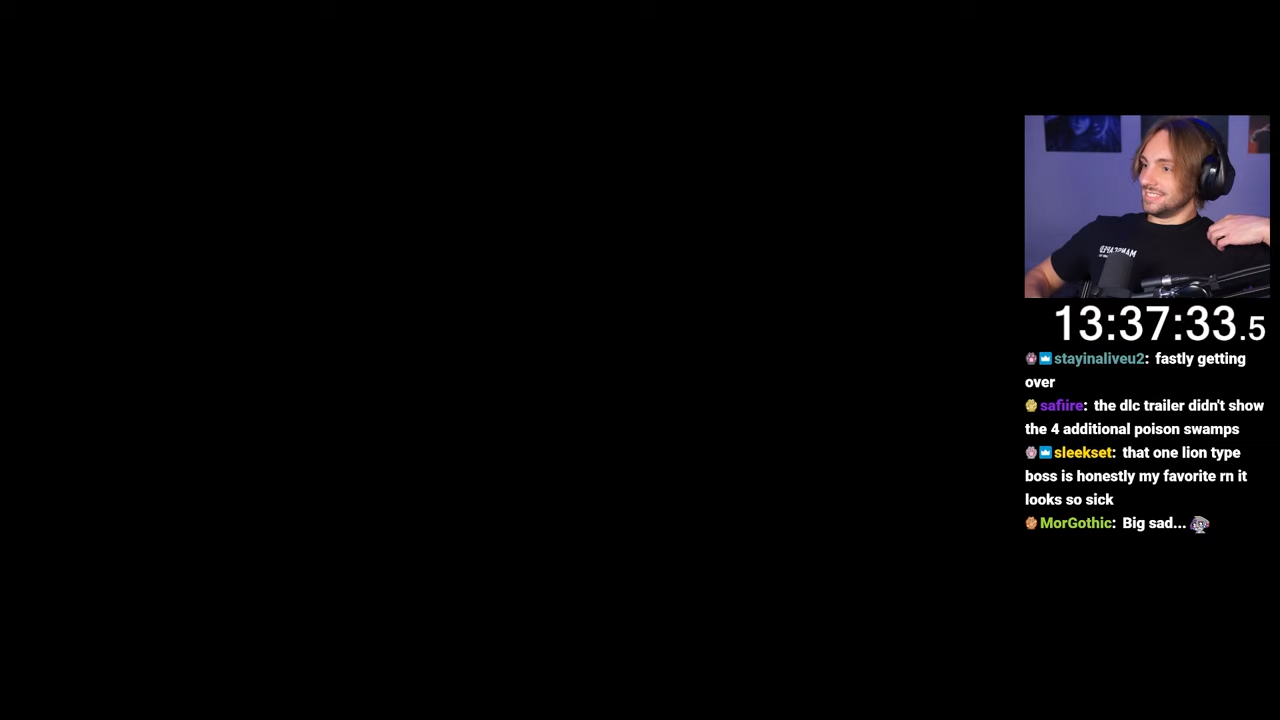 13:37:33.5
stayinaliveu2: fastly getting
over
safiire: the dlc trailer didn't show
the 4 additional poison swamps
sleekset: that one lion type
boss is honestly my favorite rn it
looks so sick
MorGothic: Big sad...